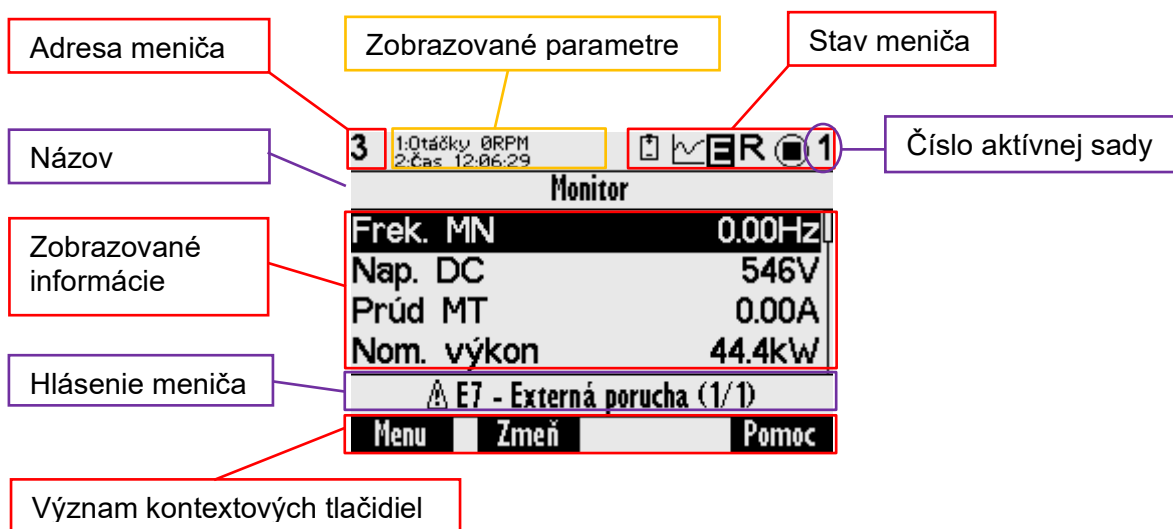 Adresa meniča
Zobrazované parametre
Stav meniča
3
1:Otáčky 0RPM
2:Čas 12:06:29
E R 1
Číslo aktívnej sady
Názov
Monitor
Zobrazované
informácie
Frek. MN 0.00Hz
Nap. DC 546V
Prúd MT 0.00A
Nom. výkon 44.4kW
Hlásenie meniča
E7 - Externá porucha (1/1)
Menu Zmeň Pomoc
Význam kontextových tlačidiel